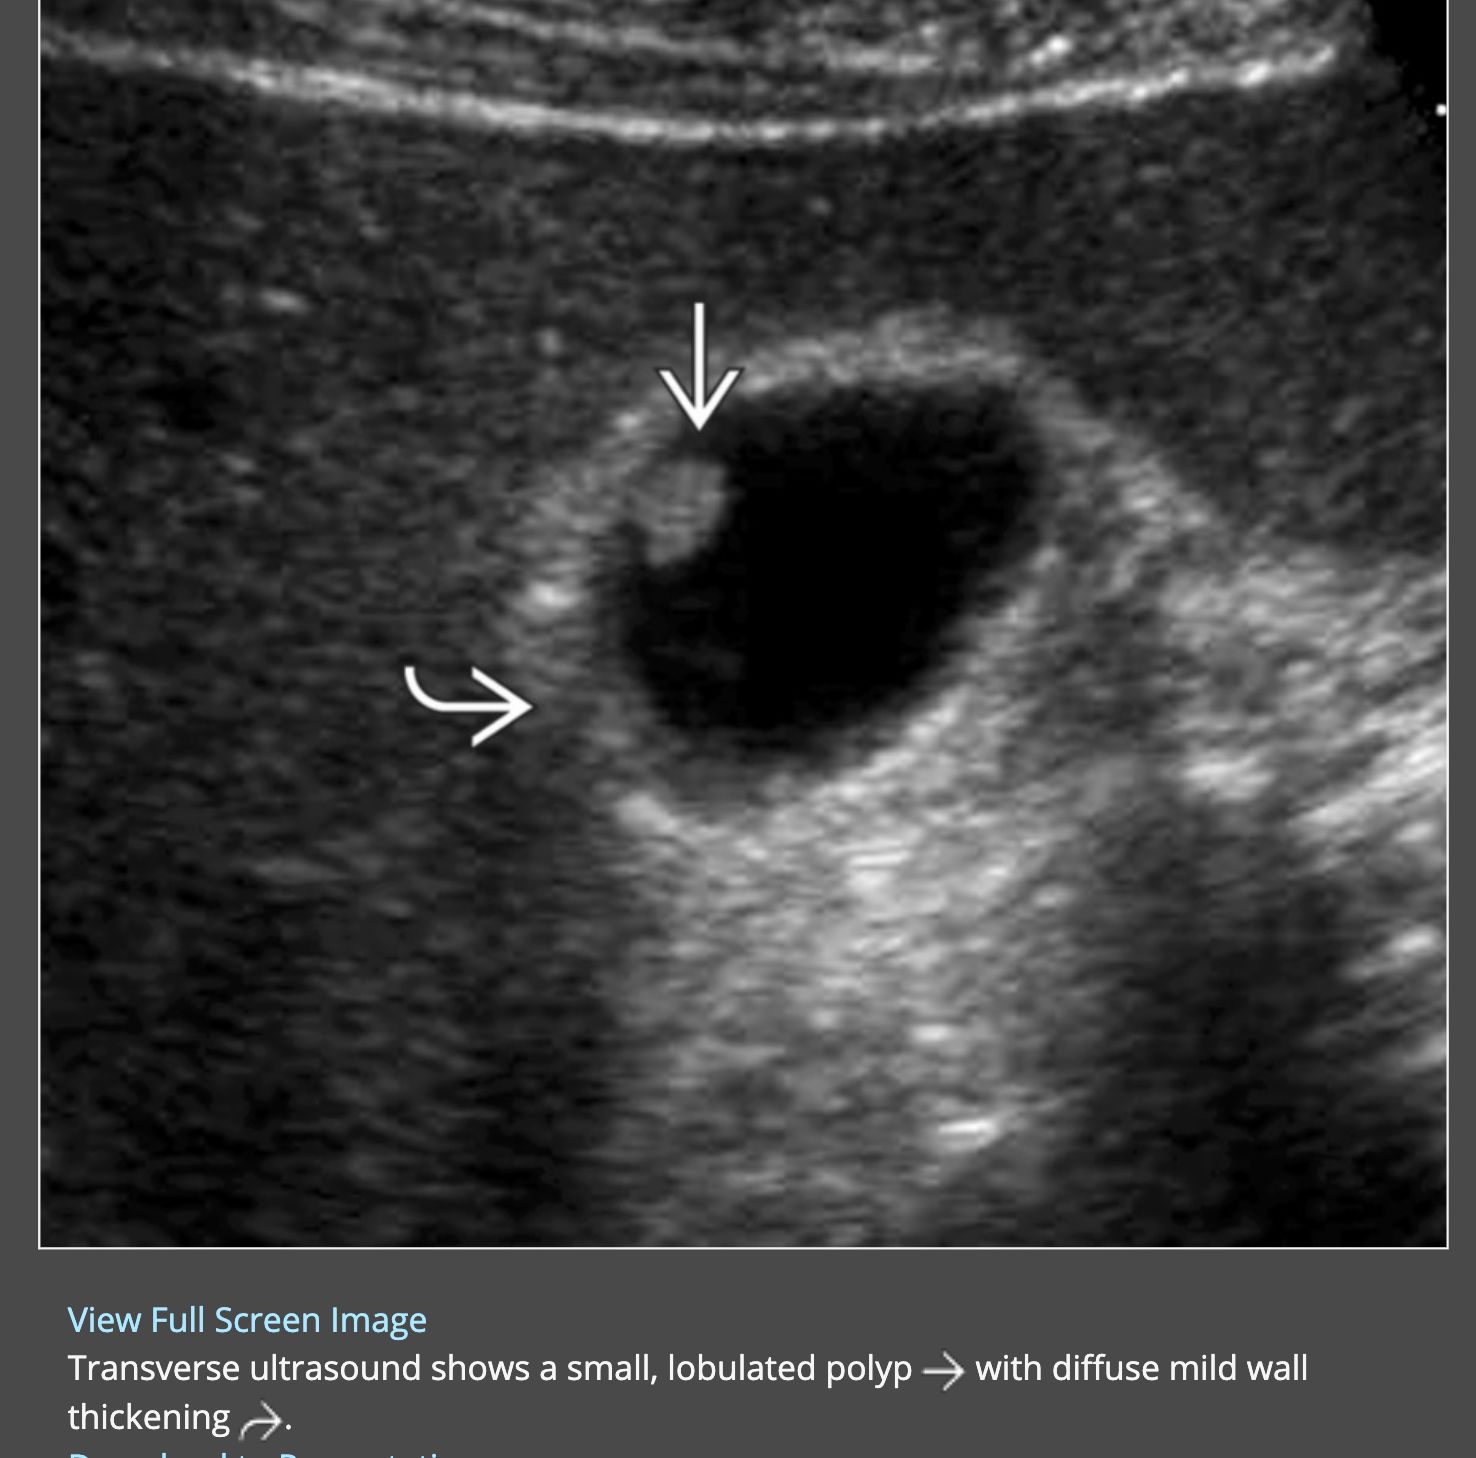 View Full Screen Image
Transverse ultrasound shows a small, lobulated polyp → with diffuse mild wall
thickening ↷.